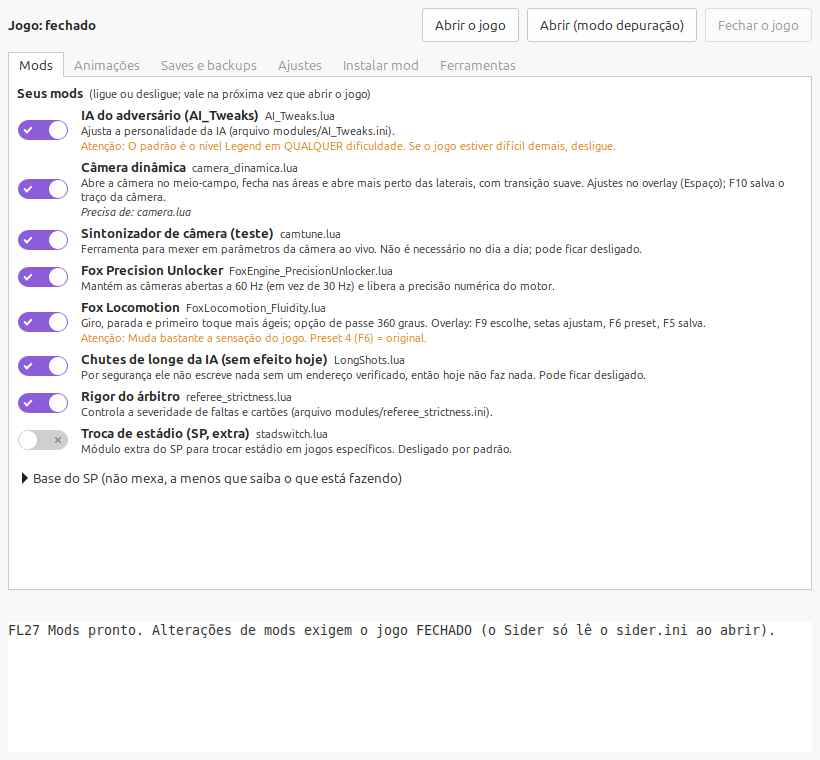 Jogo: fechado
Abrir o jogo
Abrir (modo depuração)
Fechar o jogo
Mods
Animações
Saves e backups
Ajustes
Instalar mod
Ferramentas
Seus mods (ligue ou desligue; vale na próxima vez que abrir o jogo)
IA do adversário (AI_Tweaks) AI_Tweaks.lua
Ajusta a personalidade da IA (arquivo modules/AI_Tweaks.ini).
Atenção: O padrão é o nível Legend em QUALQUER dificuldade. Se o jogo estiver difícil demais, desligue.
Câmera dinâmica camera_dinamica.lua
Abre a câmera no meio-campo, fecha nas áreas e abre mais perto das laterais, com transição suave. Ajustes no overlay (Espaço); F10 salva o
traço da câmera.
Precisa de: camera.lua
Sintonizador de câmera (teste) camtune.lua
Ferramenta para mexer em parâmetros da câmera ao vivo. Não é necessário no dia a dia; pode ficar desligado.
Fox Precision Unlocker FoxEngine_PrecisionUnlocker.lua
Mantém as câmeras abertas a 60 Hz (em vez de 30 Hz) e libera a precisão numérica do motor.
Fox Locomotion FoxLocomotion_Fluidity.lua
Giro, parada e primeiro toque mais ágeis; opção de passe 360 graus. Overlay: F9 escolhe, setas ajustam, F6 preset, F5 salva.
Atenção: Muda bastante a sensação do jogo. Preset 4 (F6) = original.
Chutes de longe da IA (sem efeito hoje) LongShots.lua
Por segurança ele não escreve nada sem um endereço verificado, então hoje não faz nada. Pode ficar desligado.
Rigor do árbitro referee_strictness.lua
Controla a severidade de faltas e cartões (arquivo modules/referee_strictness.ini).
Troca de estádio (SP, extra) stadswitch.lua
Módulo extra do SP para trocar estádio em jogos específicos. Desligado por padrão.
Base do SP (não mexa, a menos que saiba o que está fazendo)
FL27 Mods pronto. Alterações de mods exigem o jogo FECHADO (o Sider só lê o sider.ini ao abrir).